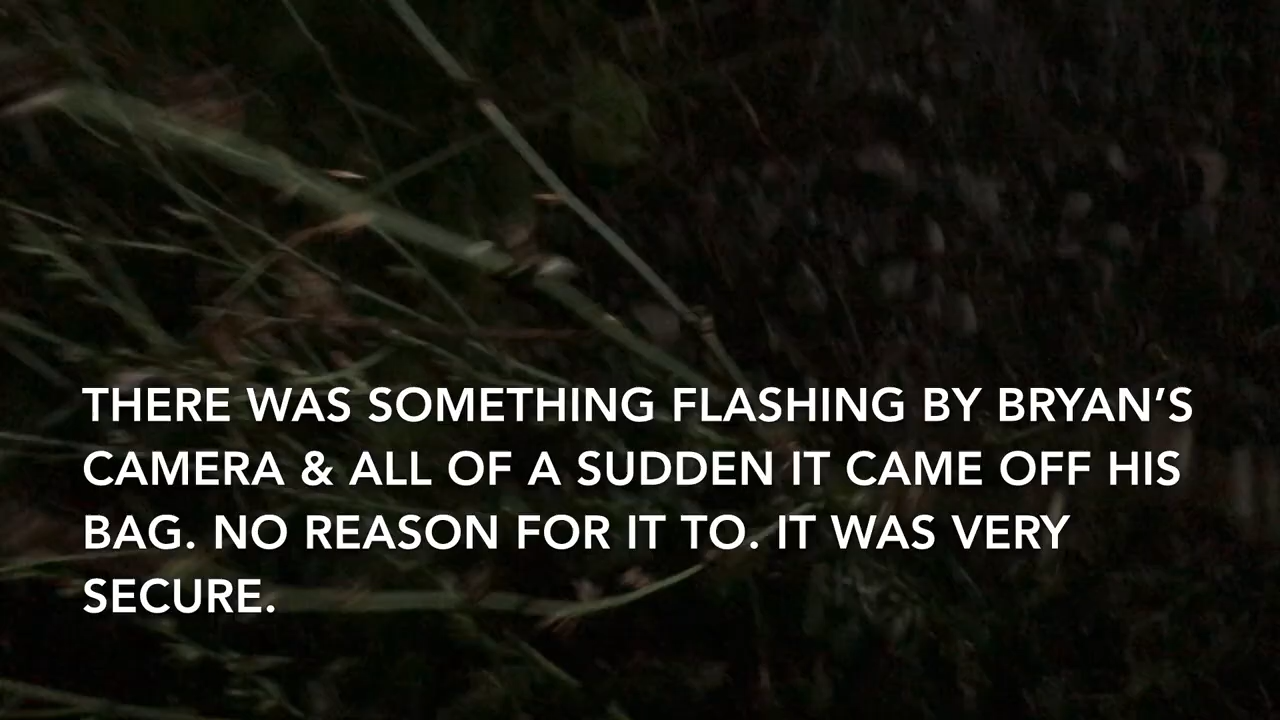 THERE WAS SOMETHING FLASHING BY BRYAN’S
CAMERA & ALL OF A SUDDEN IT CAME OFF HIS
BAG. NO REASON FOR IT TO. IT WAS VERY
SECURE.